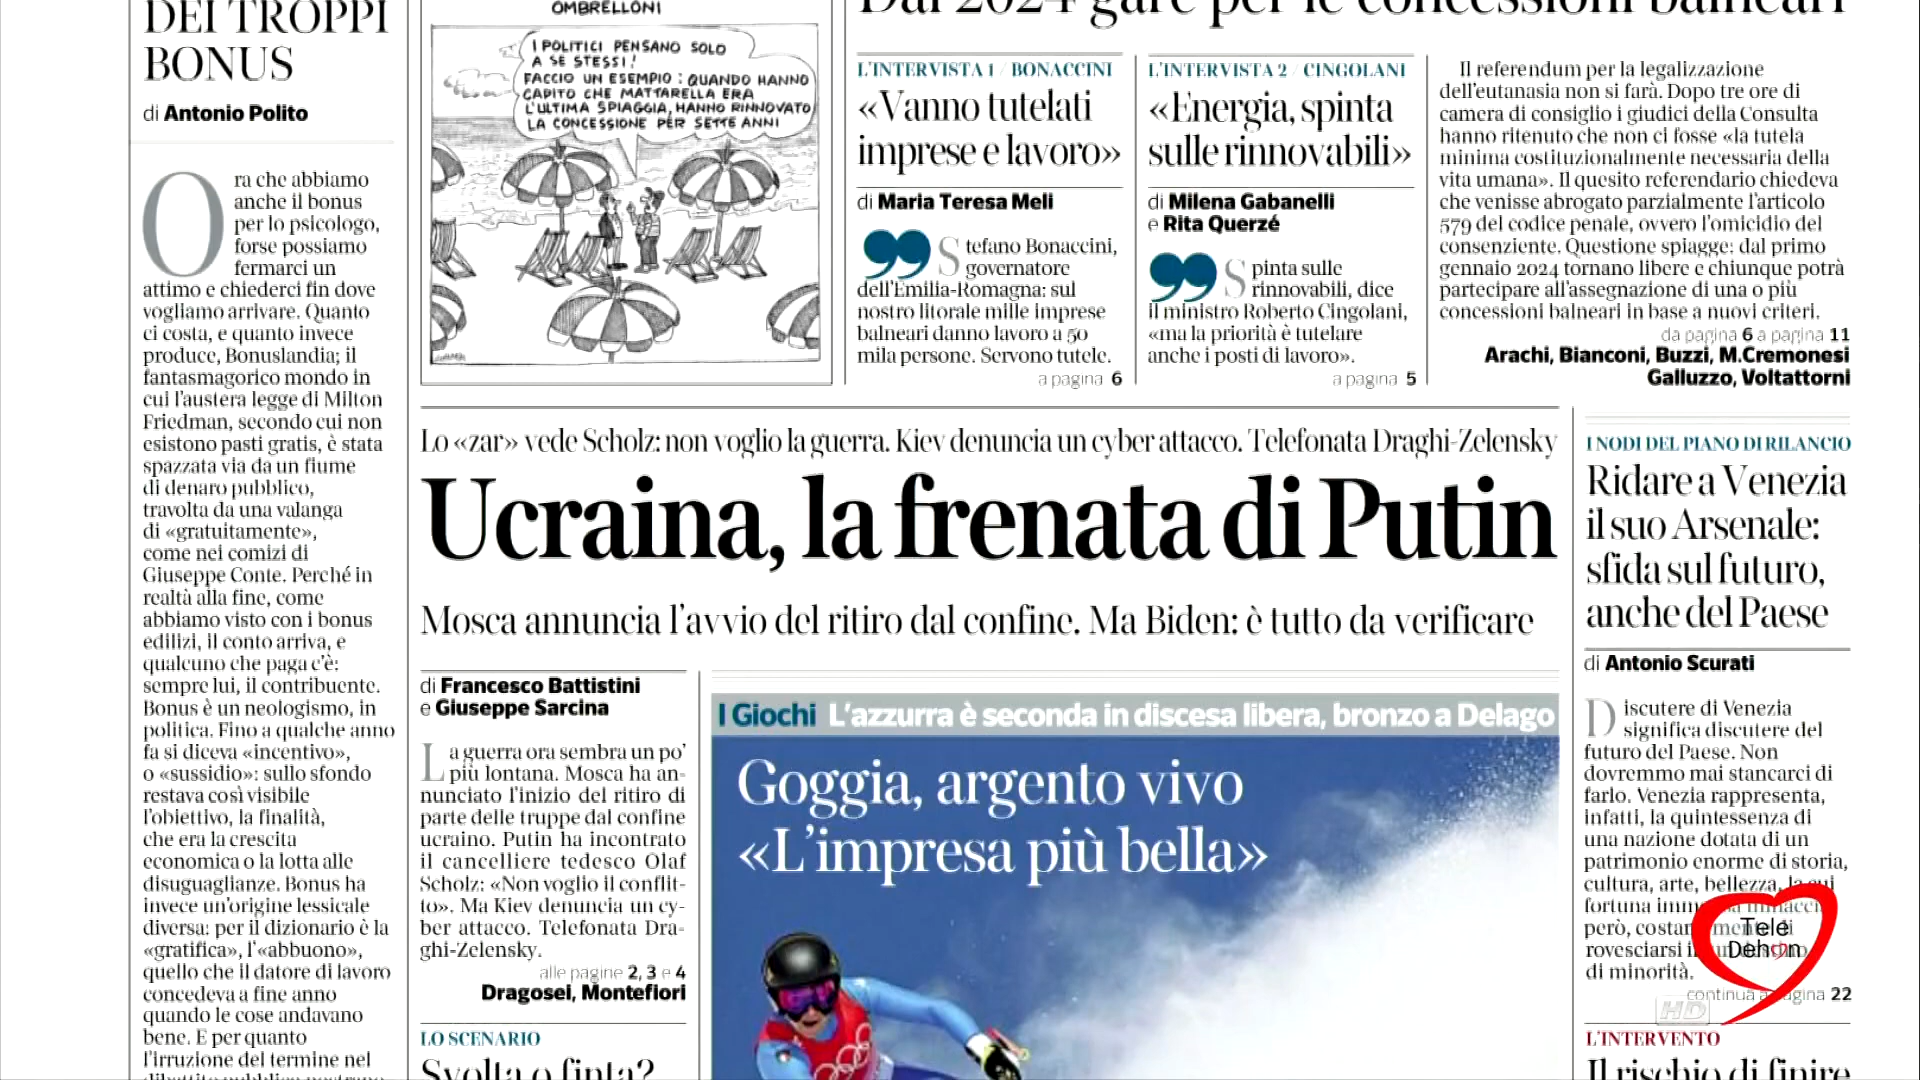 DEI TROPPI
BONUS
di Antonio Polito
Ora che abbiamo
anche il bonus
per lo psicologo,
forse possiamo
fermarci un
attimo e chiederci fin dove
vogliamo arrivare. Quanto
ci costa, e quanto invece
produce, Bonuslandia; il
fantasmagorico mondo in
cui l'austera legge di Milton
Friedman, secondo cui non
esistono pasti gratis, è stata
spazzata via da un fiume
di denaro pubblico,
travolta da una valanga
di «gratuitamente»,
come nei comizi di
Giuseppe Conte. Perché in
realtà alla fine, come
abbiamo visto con i bonus
edilizi, il conto arriva, e
qualcuno che paga c'è:
sempre lui, il contribuente.
Bonus è un neologismo, in
politica. Fino a qualche anno
fa si diceva «incentivo»,
o «sussidio»: sullo sfondo
restava così visibile
l'obiettivo, la finalità,
che era la crescita
economica o la lotta alle
disuguaglianze. Bonus ha
invece un'origine lessicale
diversa: per il dizionario è la
«gratifica», l'«abbuono»,
quello che il datore di lavoro
concedeva a fine anno
quando le cose andavano
bene. E per quanto
l'irruzione del termine nel
dibattito pubblico
OMBRELLONI
I POLITICI PENSANO SOLO
A SE STESSI!
FACCIO UN ESEMPIO: QUANDO HANNO
CAPITO CHE MATTARELLA ERA
L'ULTIMA SPIAGGIA, HANNO RINNOVATO
LA CONCESSIONE PER SETTE ANNI
Dal 2024 gare per le concessioni balneari
L'INTERVISTA 1 / BONACCINI
«Vanno tutelati
imprese e lavoro»
di Maria Teresa Meli
Stefano Bonaccini,
governatore
dell'Emilia-Romagna: sul
nostro litorale mille imprese
balneari danno lavoro a 50
mila persone. Servono tutele.
a pagina 6
L'INTERVISTA 2 / CINGOLANI
«Energia, spinta
sulle rinnovabili»
di Milena Gabanelli
e Rita Querzé
Spinta sulle
rinnovabili, dice
il ministro Roberto Cingolani,
«ma la priorità è tutelare
anche i posti di lavoro».
a pagina 5
Il referendum per la legalizzazione
dell'eutanasia non si farà. Dopo tre ore di
camera di consiglio i giudici della Consulta
hanno ritenuto che non ci fosse «la tutela
minima costituzionalmente necessaria della
vita umana». Il quesito referendario chiedeva
che venisse abrogato parzialmente l'articolo
579 del codice penale, ovvero l'omicidio del
consenziente. Questione spiagge: dal primo
gennaio 2024 tornano libere e chiunque potrà
partecipare all'assegnazione di una o più
concessioni balneari in base a nuovi criteri.
da pagina 6 a pagina 11
Arachi, Bianconi, Buzzi, M.Cremonesi
Galluzzo, Voltattorni
Lo «zar» vede Scholz: non voglio la guerra. Kiev denuncia un cyber attacco. Telefonata Draghi-Zelensky
Ucraina, la frenata di Putin
Mosca annuncia l'avvio del ritiro dal confine. Ma Biden: è tutto da verificare
di Francesco Battistini
e Giuseppe Sarcina
La guerra ora sembra un po'
più lontana. Mosca ha an-
nunciato l'inizio del ritiro di
parte delle truppe dal confine
ucraino. Putin ha incontrato
il cancelliere tedesco Olaf
Scholz: «Non voglio il conflit-
to». Ma Kiev denuncia un cy-
ber attacco. Telefonata Dra-
ghi-Zelensky.
alle pagine 2, 3 e 4
Dragosei, Montefiori
LO SCENARIO
Svolta o finta?
I Giochi L'azzurra è seconda in discesa libera, bronzo a Delago
Goggia, argento vivo
«L'impresa più bella»
I NODI DEL PIANO DI RILANCIO
Ridare a Venezia
il suo Arsenale:
sfida sul futuro,
anche del Paese
di Antonio Scurati
Discutere di Venezia
significa discutere del
futuro del Paese. Non
dovremmo mai stancarci di
farlo. Venezia rappresenta,
infatti, la quintessenza di
una nazione dotata di un
patrimonio enorme di storia,
cultura, arte, bellezza, la cui
fortuna
però,
rovesciarsi
di minorità.
continua a pagina 22
Tele
Dehon
HD
L'INTERVENTO
Il rischio di finire